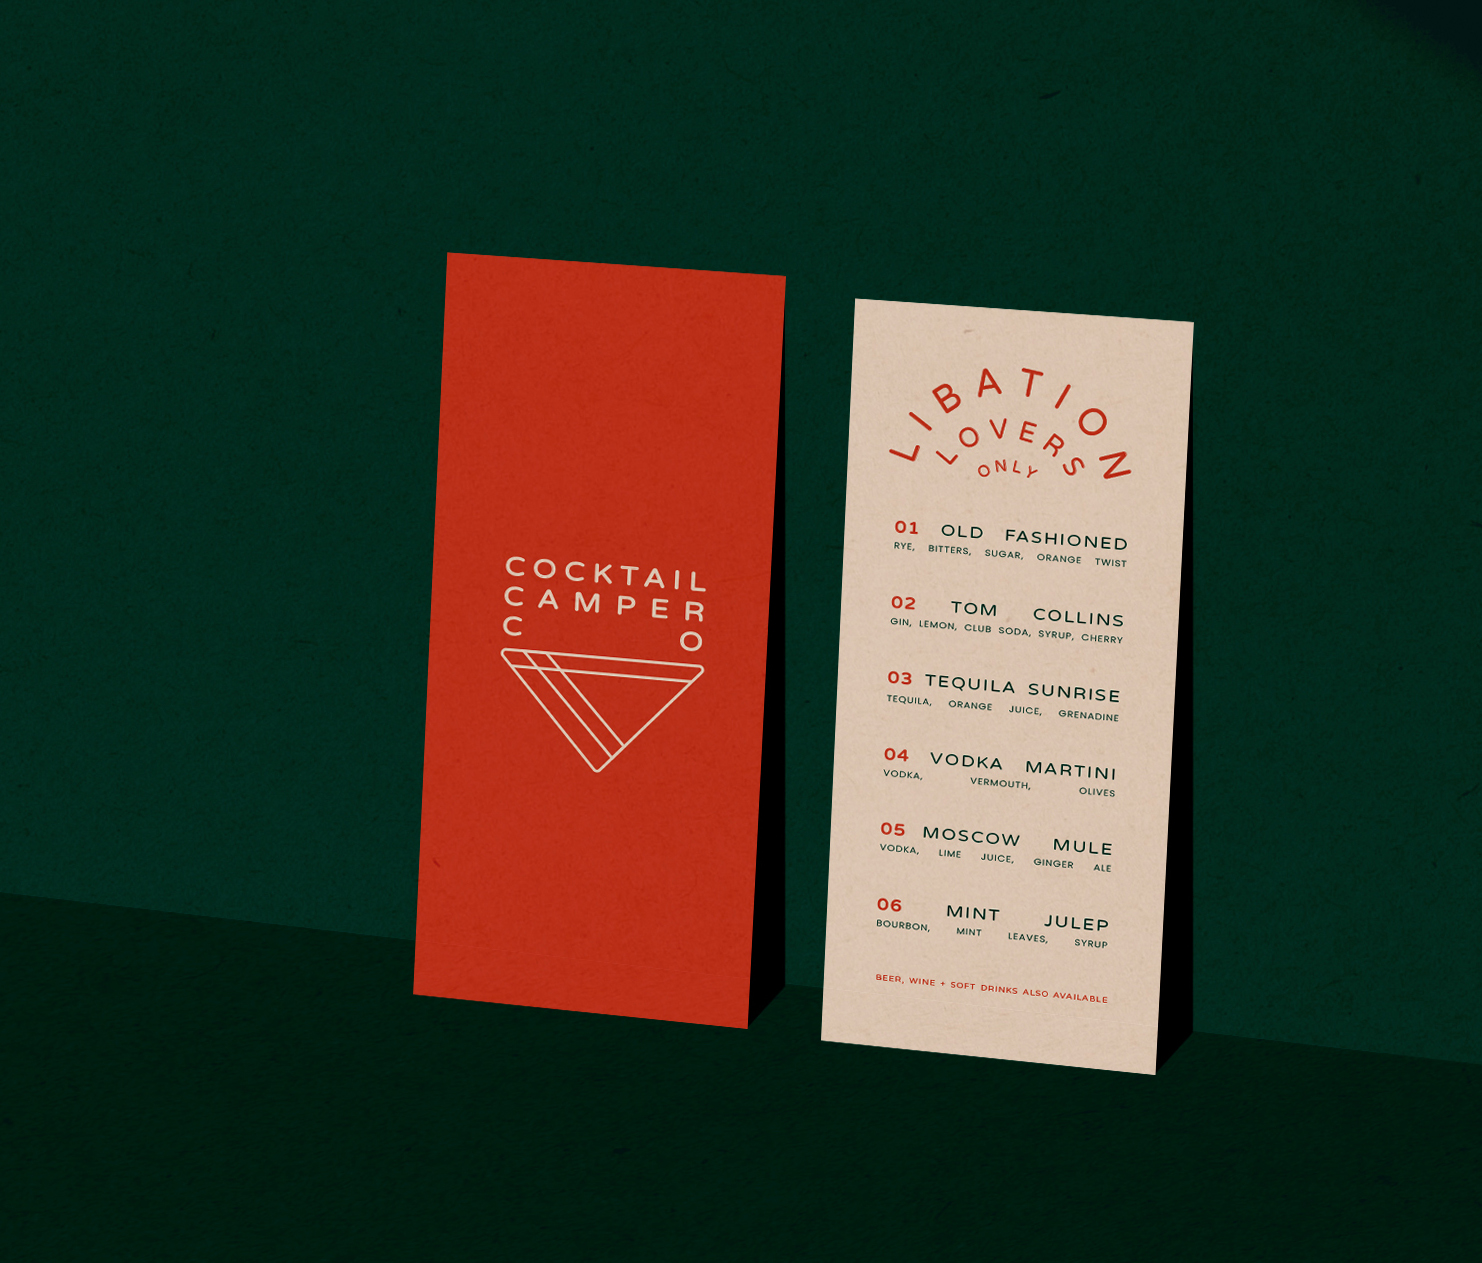 COCKTAIL
CAMPER
C O
LIBATION
LOVERS
ONLY
01 OLD FASHIONED
RYE, BITTERS, SUGAR, ORANGE TWIST
02 TOM COLLINS
GIN, LEMON, CLUB SODA, SYRUP, CHERRY
03 TEQUILA SUNRISE
TEQUILA, ORANGE JUICE, GRENADINE
04 VODKA MARTINI
VODKA, VERMOUTH, OLIVES
05 MOSCOW MULE
VODKA, LIME JUICE, GINGER ALE
06 MINT JULEP
BOURBON, MINT LEAVES, SYRUP
BEER, WINE + SOFT DRINKS ALSO AVAILABLE